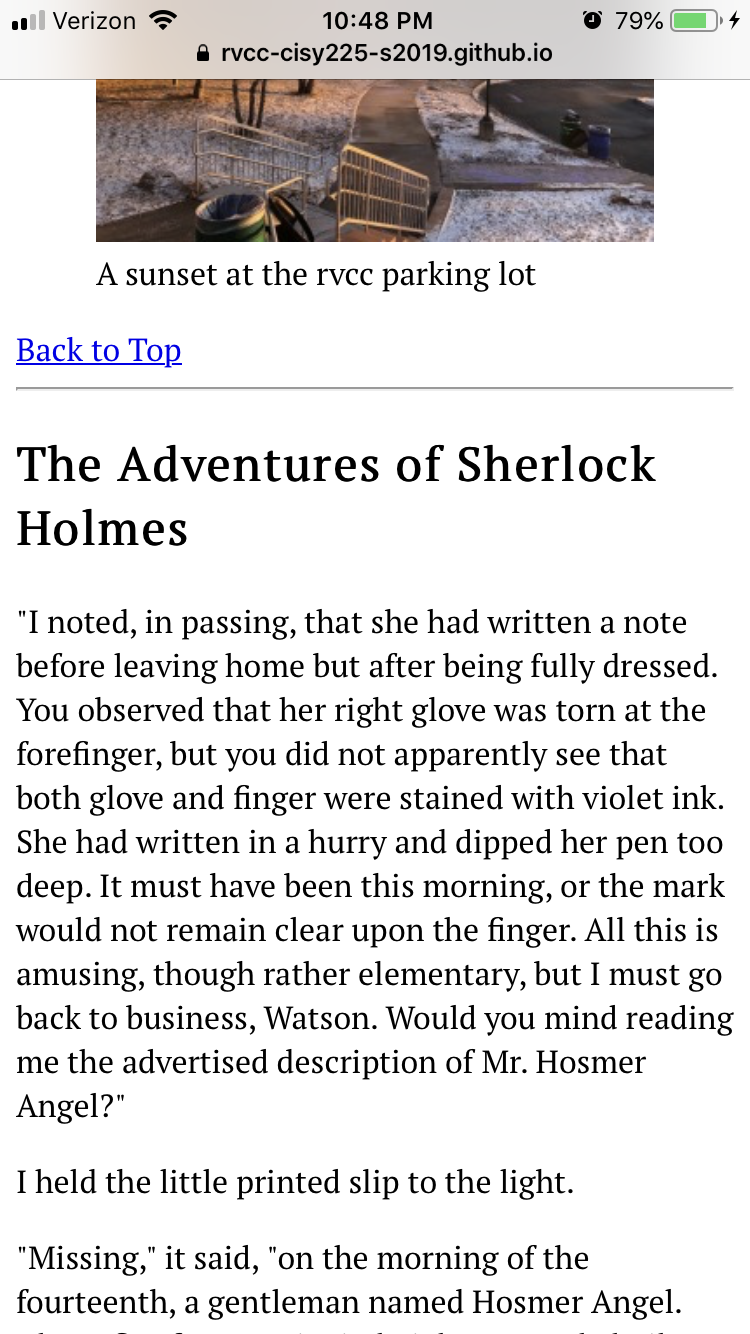 Verizon 10:48 PM 79%
rvcc-cisy225-s2019.github.io
A sunset at the rvcc parking lot
Back to Top
The Adventures of Sherlock
Holmes
"I noted, in passing, that she had written a note
before leaving home but after being fully dressed.
You observed that her right glove was torn at the
forefinger, but you did not apparently see that
both glove and finger were stained with violet ink.
She had written in a hurry and dipped her pen too
deep. It must have been this morning, or the mark
would not remain clear upon the finger. All this is
amusing, though rather elementary, but I must go
back to business, Watson. Would you mind reading
me the advertised description of Mr. Hosmer
Angel?"
I held the little printed slip to the light.
"Missing," it said, "on the morning of the
fourteenth, a gentleman named Hosmer Angel.